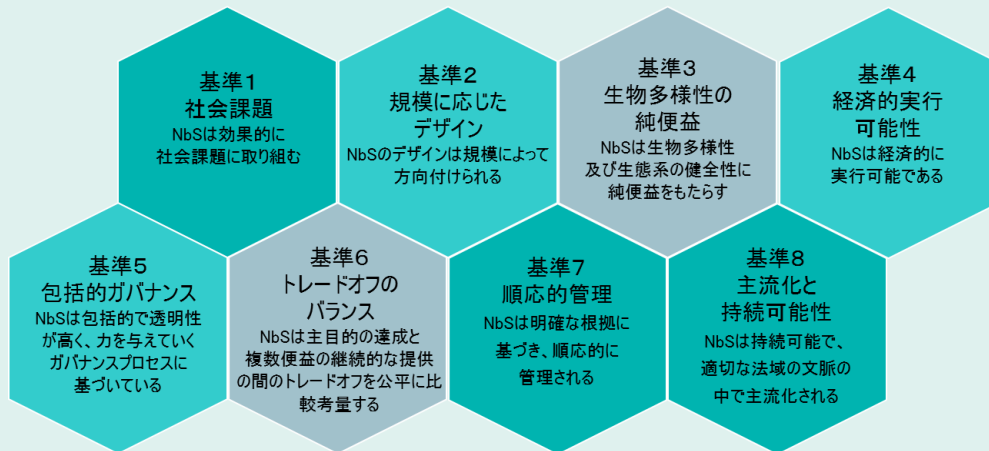 基準1
社会課題
NbSは効果的に
社会課題に取り組む
基準2
規模に応じた
デザイン
NbSのデザインは規模によって
方向付けられる
基準3
生物多様性の
純便益
NbSは生物多様性
及び生態系の健全性に
純便益をもたらす
基準4
経済的実行
可能性
NbSは経済的に
実行可能である
基準5
包括的ガバナンス
NbSは包括的で透明性
が高く、力を与えていく
ガバナンスプロセスに
基づいている
基準6
トレードオフの
バランス
NbSは主目的の達成と
複数便益の継続的な提供
の間のトレードオフを公平に比
較考量する
基準7
順応的管理
NbSは明確な根拠に
基づき、順応的に
管理される
基準8
主流化と
持続可能性
NbSは持続可能で、
適切な法域の文脈の
中で主流化される